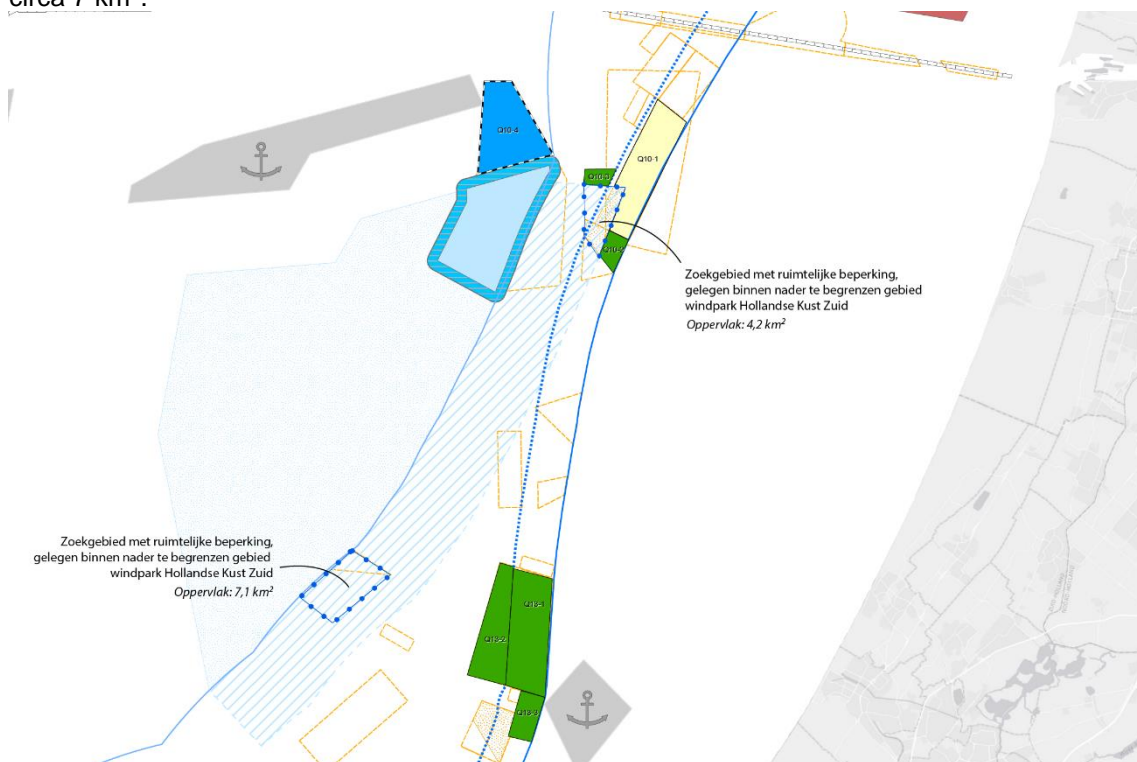 circa 7 km².
Q10-4
Q10-1
Q10-3
Q10-2
Zoekgebied met ruimtelijke beperking,
gelegen binnen nader te begrenzen gebied
windpark Hollandse Kust Zuid
Oppervlak: 4,2 km²
Zoekgebied met ruimtelijke beperking,
gelegen binnen nader te begrenzen gebied
windpark Hollandse Kust Zuid
Oppervlak: 7,1 km²
Q13-1
Q13-2
Q13-3